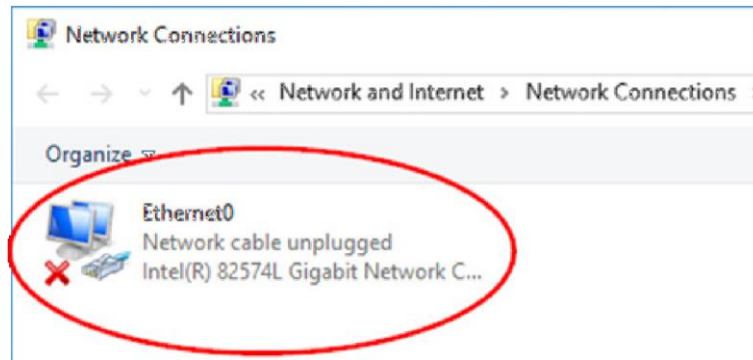 Network Connections
« Network and Internet > Network Connections >
Organize
Ethernet0
Network cable unplugged
Intel(R) 82574L Gigabit Network C...